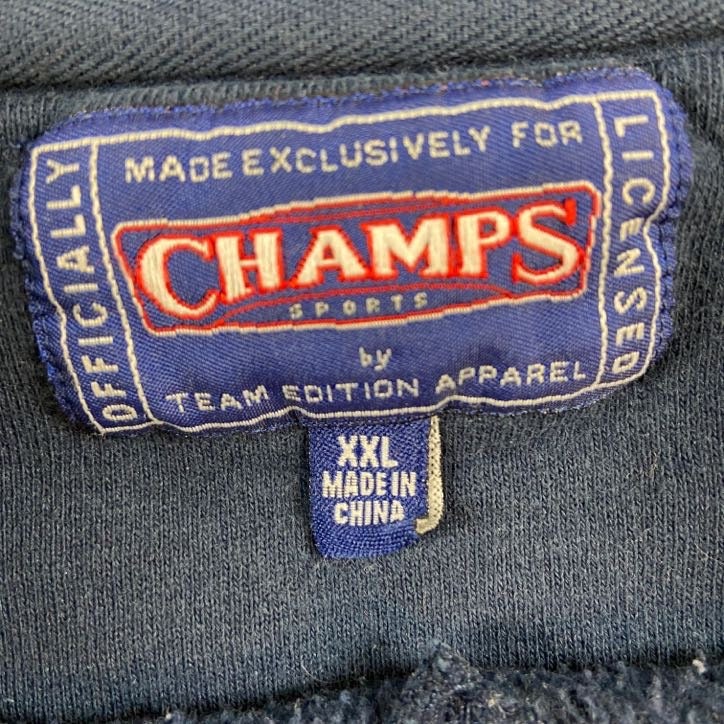 OFFICIALLY
MADE EXCLUSIVELY FOR
CHAMPS
SPORTS
by
TEAM EDITION APPAREL
LICENSED
XXL
MADE IN
CHINA